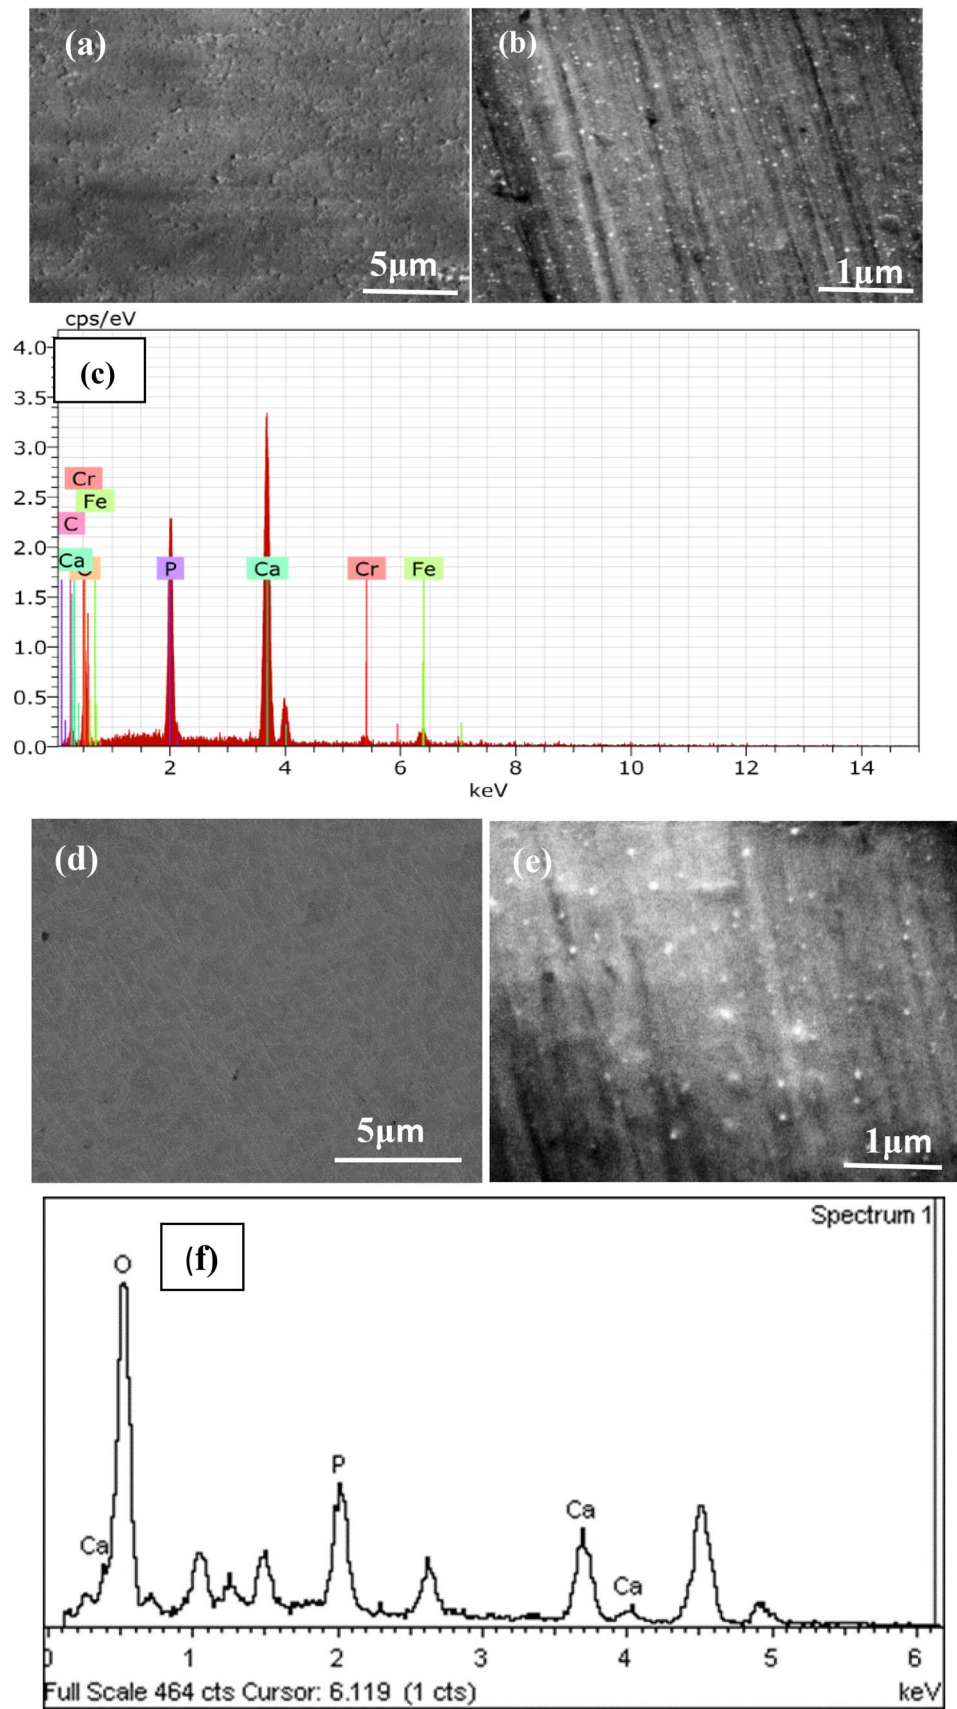 (a)
(b)
5μm
1μm
cps/eV
4.0
(c)
3.5
3.0
Cr
2.5
Fe
C
2.0
Ca
P
Ca
Cr
Fe
1.5
1.0
0.5
0.0
2
4
6
8
10
12
14
keV
(d)
(e)
5μm
1μm
Spectrum 1
(f)
O
P
Ca
Ca
Ca
0
1
2
3
4
5
6
Full Scale 464 cts Cursor: 6.119 (1 cts)
keV